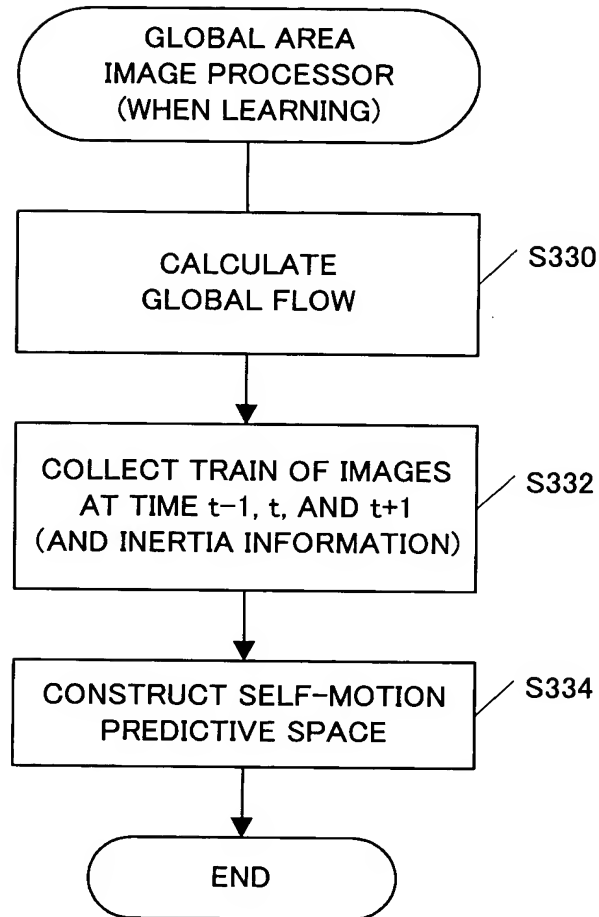 GLOBAL AREA
IMAGE PROCESSOR
(WHEN LEARNING)
CALCULATE
GLOBAL FLOW
S330
COLLECT TRAIN OF IMAGES
AT TIME t−1, t, AND t+1
(AND INERTIA INFORMATION)
S332
CONSTRUCT SELF-MOTION
PREDICTIVE SPACE
S334
END